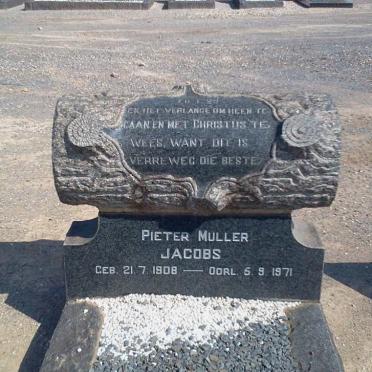 EK HET VERLANGE OM HEEN TE
GAAN EN MET CHRISTUS TE
WEES, WANT DIT IS
VERREWEG DIE BESTE.
PIETER MULLER
JACOBS
GEB. 21.7.1908 — OORL. 5.9.1971